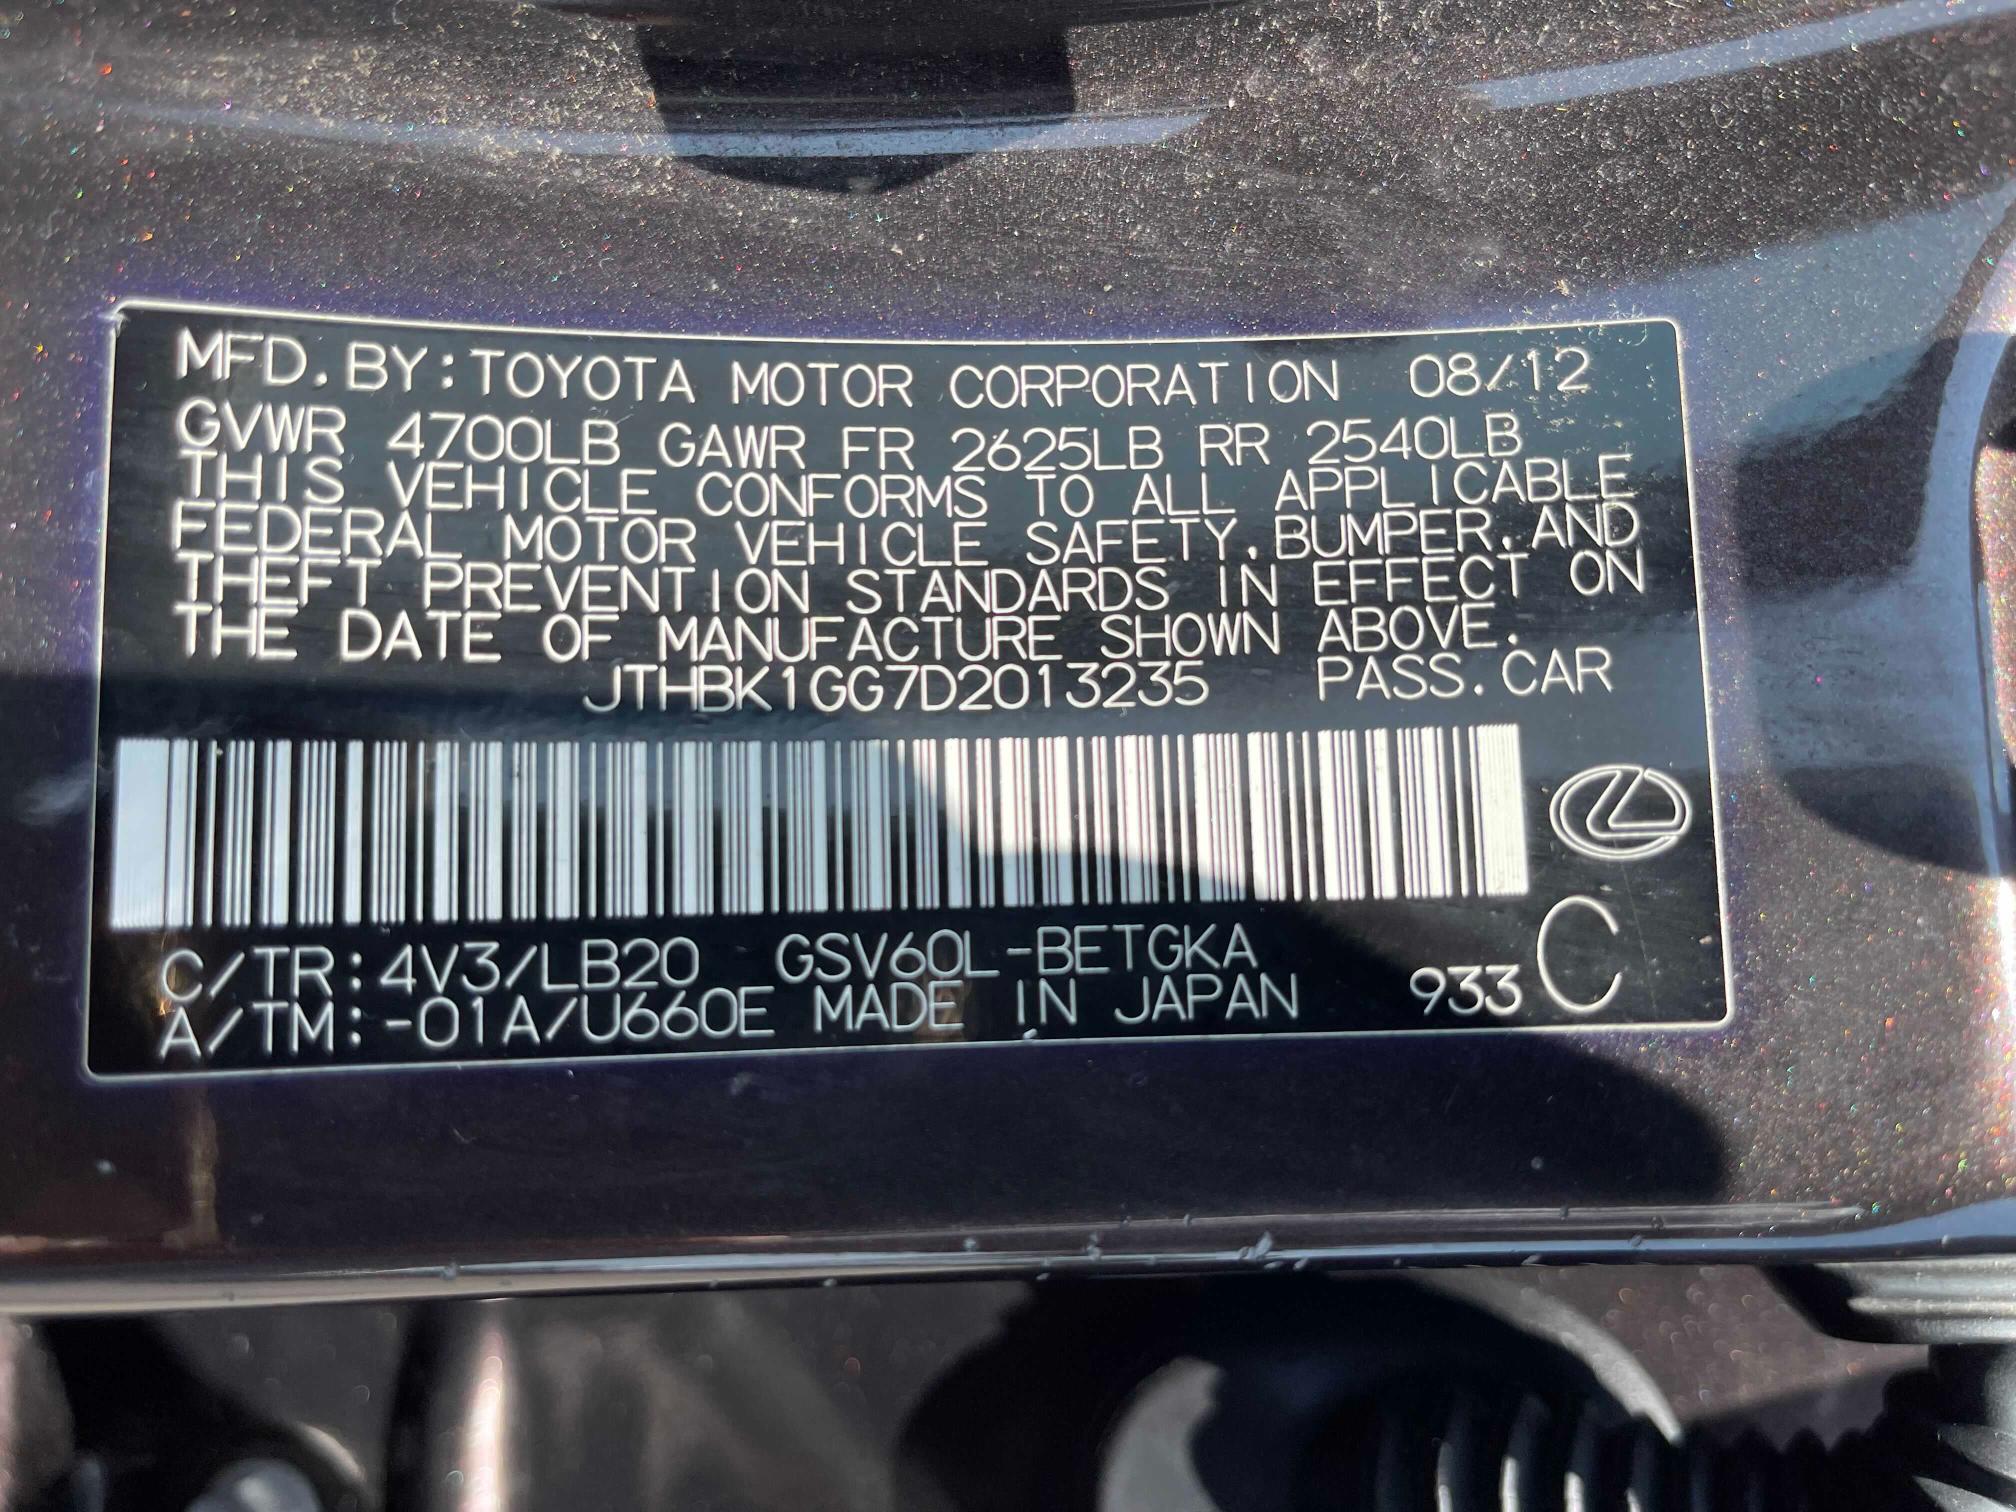 MFD. BY: TOYOTA MOTOR CORPORATION 08/12
GVWR 4700LB GAWR FR 2625LB RR 2540LB
THIS VEHICLE CONFORMS TO ALL APPLICABLE
FEDERAL MOTOR VEHICLE SAFETY, BUMPER, AND
THEFT PREVENTION STANDARDS IN EFFECT ON
THE DATE OF MANUFACTURE SHOWN ABOVE.
JTHBK1GG7D2013235 PASS. CAR
C/TR: 4V3/LB20 GSV60L-BETGKA
A/TM: -01A/U660E MADE IN JAPAN 933 C